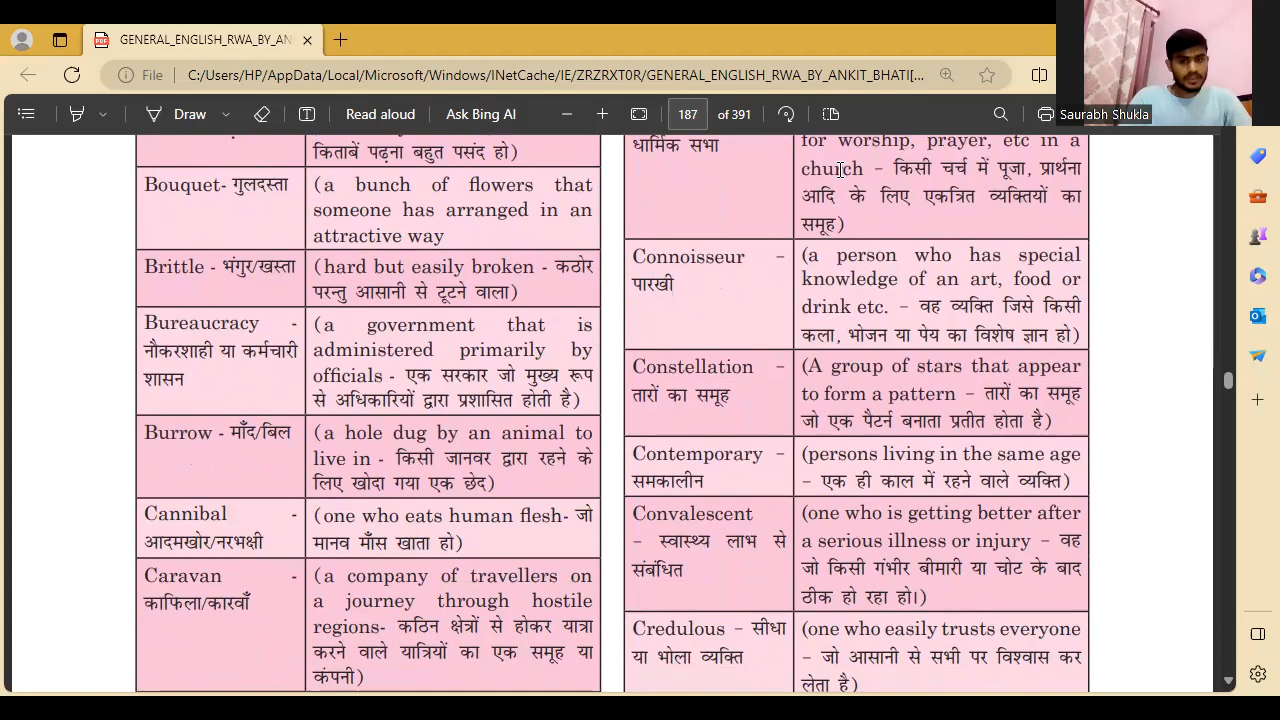 GENERAL_ENGLISH_RWA_BY_AN
File
C:/Users/HP/AppData/Local/Microsoft/Windows/INetCache/IE/ZRZRXT0R/GENERAL_ENGLISH_RWA_BY_ANKIT_BHATI[...
Draw
Read aloud
Ask Bing AI
187
of 391
Saurabh Shukla
किताबें पढ़ना बहुत पसंद हो)
Bouquet- गुलदस्ता
(a bunch of flowers that
someone has arranged in an
attractive way
Brittle - भंगुर/खस्ता
(hard but easily broken - कठोर
परन्तु आसानी से टूटने वाला)
Bureaucracy -
नौकरशाही या कर्मचारी
शासन
(a government that is
administered primarily by
officials - एक सरकार जो मुख्य रूप
से अधिकारियों द्वारा प्रशासित होती है)
Burrow - माँद/बिल
(a hole dug by an animal to
live in - किसी जानवर द्वारा रहने के
लिए खोदा गया एक छेद)
Cannibal -
आदमखोर/नरभक्षी
(one who eats human flesh- जो
मानव माँस खाता हो)
Caravan -
काफिला/कारवाँ
(a company of travellers on
a journey through hostile
regions- कठिन क्षेत्रों से होकर यात्रा
करने वाले यात्रियों का एक समूह या
कंपनी)
धार्मिक सभा
for worship, prayer, etc in a
church – किसी चर्च में पूजा, प्रार्थना
आदि के लिए एकत्रित व्यक्तियों का
समूह)
Connoisseur –
पारखी
(a person who has special
knowledge of an art, food or
drink etc. – वह व्यक्ति जिसे किसी
कला, भोजन या पेय का विशेष ज्ञान हो)
Constellation –
तारों का समूह
(A group of stars that appear
to form a pattern – तारों का समूह
जो एक पैटर्न बनाता प्रतीत होता है)
Contemporary –
समकालीन
(persons living in the same age
– एक ही काल में रहने वाले व्यक्ति)
Convalescent
– स्वास्थ्य लाभ से
संबंधित
(one who is getting better after
a serious illness or injury – वह
जो किसी गंभीर बीमारी या चोट के बाद
ठीक हो रहा हो।)
Credulous – सीधा
या भोला व्यक्ति
(one who easily trusts everyone
– जो आसानी से सभी पर विश्वास कर
लेता है)